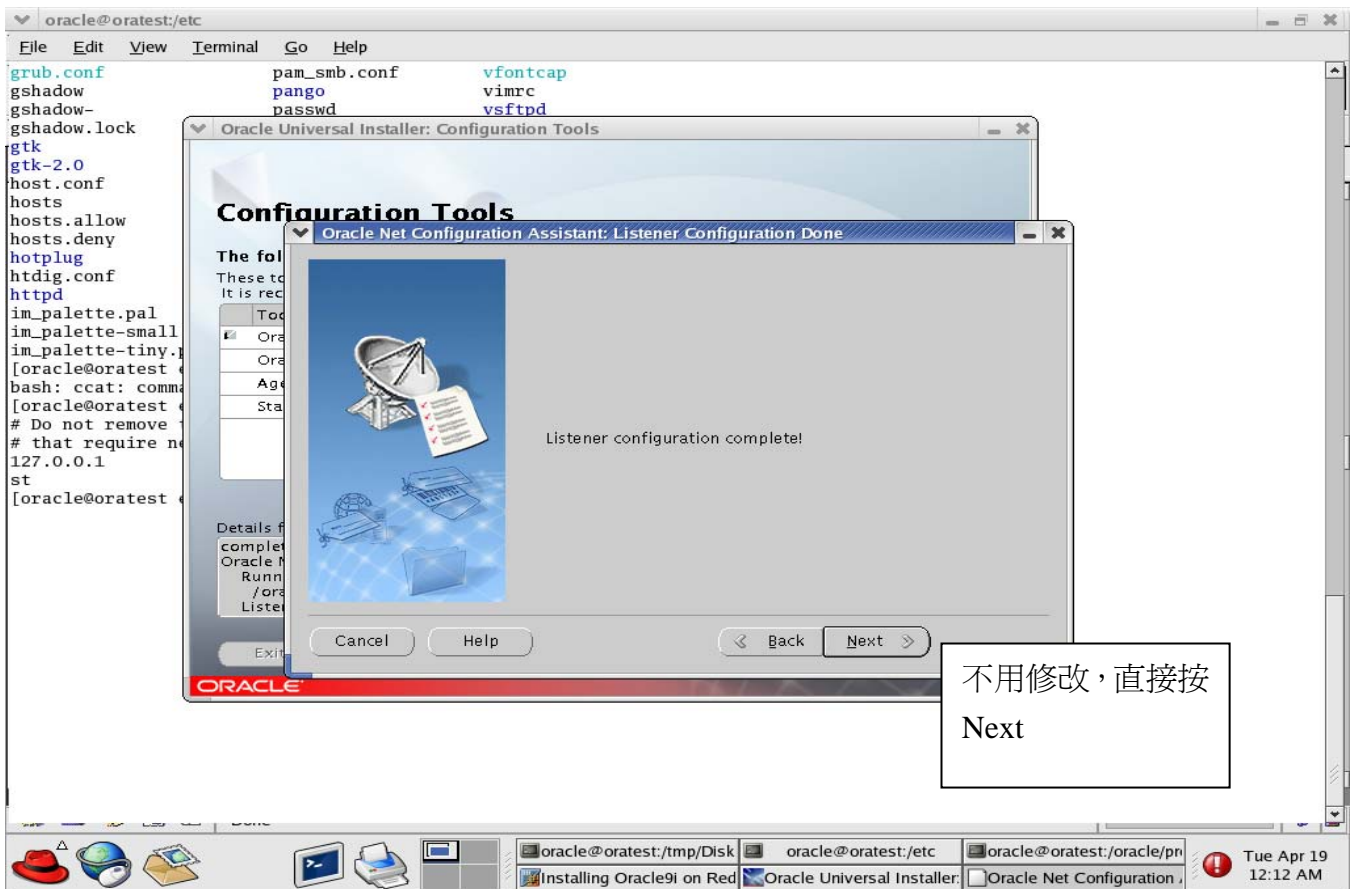 oracle@oratest:/etc
File Edit View Terminal Go Help
grub.conf pam_smb.conf vfontcap
gshadow pango vimrc
gshadow- passwd vsftpd
gshadow.lock
gtk
gtk-2.0
host.conf
hosts
hosts.allow
hosts.deny
hotplug
htdig.conf
httpd
im_palette.pal
im_palette-small
im_palette-tiny.p
[oracle@oratest e
bash: ccat: comma
[oracle@oratest e
# Do not remove
# that require ne
127.0.0.1
st
[oracle@oratest e
Oracle Universal Installer: Configuration Tools
Configuration Tools
The fol
These to
It is rec
Too
Ora
Ora
Age
Sta
Details f
complet
Oracle N
Runn
/ora
Lister
Exit
ORACLE
Oracle Net Configuration Assistant: Listener Configuration Done
Listener configuration complete!
Cancel Help Back Next
不用修改，直接按
Next
Done
oracle@oratest:/tmp/Disk oracle@oratest:/etc oracle@oratest:/oracle/pr
Installing Oracle9i on Red Oracle Universal Installer: Oracle Net Configuration
Tue Apr 19
12:12 AM